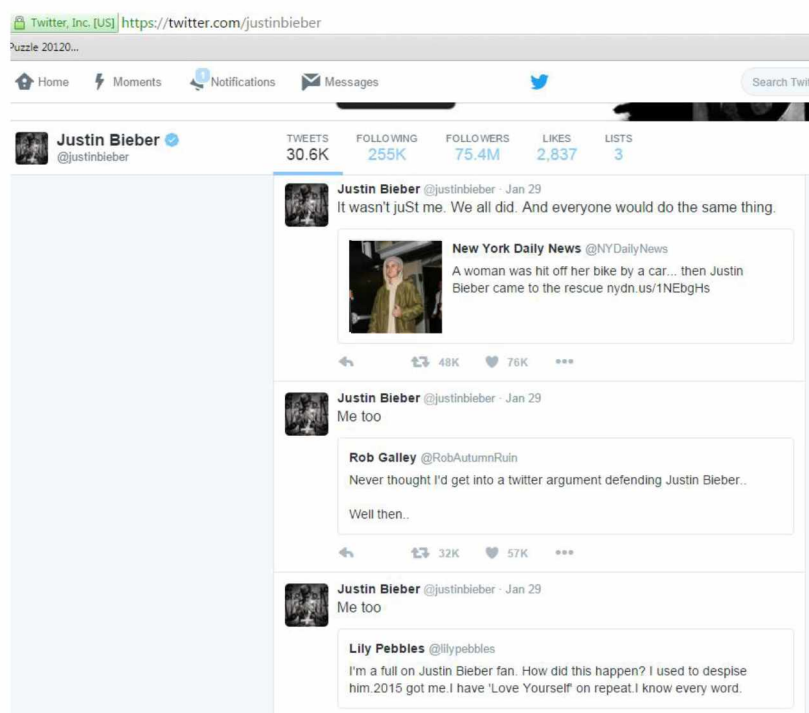 Twitter, Inc. [US] https://twitter.com/justinbieber
Puzzle 20120...
Home Moments 1 Notifications Messages Search Twi
Justin Bieber
@justinbieber
TWEETS FOLLOWING FOLLOWERS LIKES LISTS
30.6K 255K 75.4M 2,837 3
Justin Bieber @justinbieber · Jan 29
It wasn't juSt me. We all did. And everyone would do the same thing.
New York Daily News @NYDailyNews
A woman was hit off her bike by a car... then Justin
Bieber came to the rescue nydn.us/1NEbgHs
48K 76K
Justin Bieber @justinbieber · Jan 29
Me too
Rob Galley @RobAutumnRuin
Never thought I'd get into a twitter argument defending Justin Bieber..
Well then..
32K 57K
Justin Bieber @justinbieber · Jan 29
Me too
Lily Pebbles @lilypebbles
I'm a full on Justin Bieber fan. How did this happen? I used to despise
him.2015 got me.I have 'Love Yourself' on repeat.I know every word.